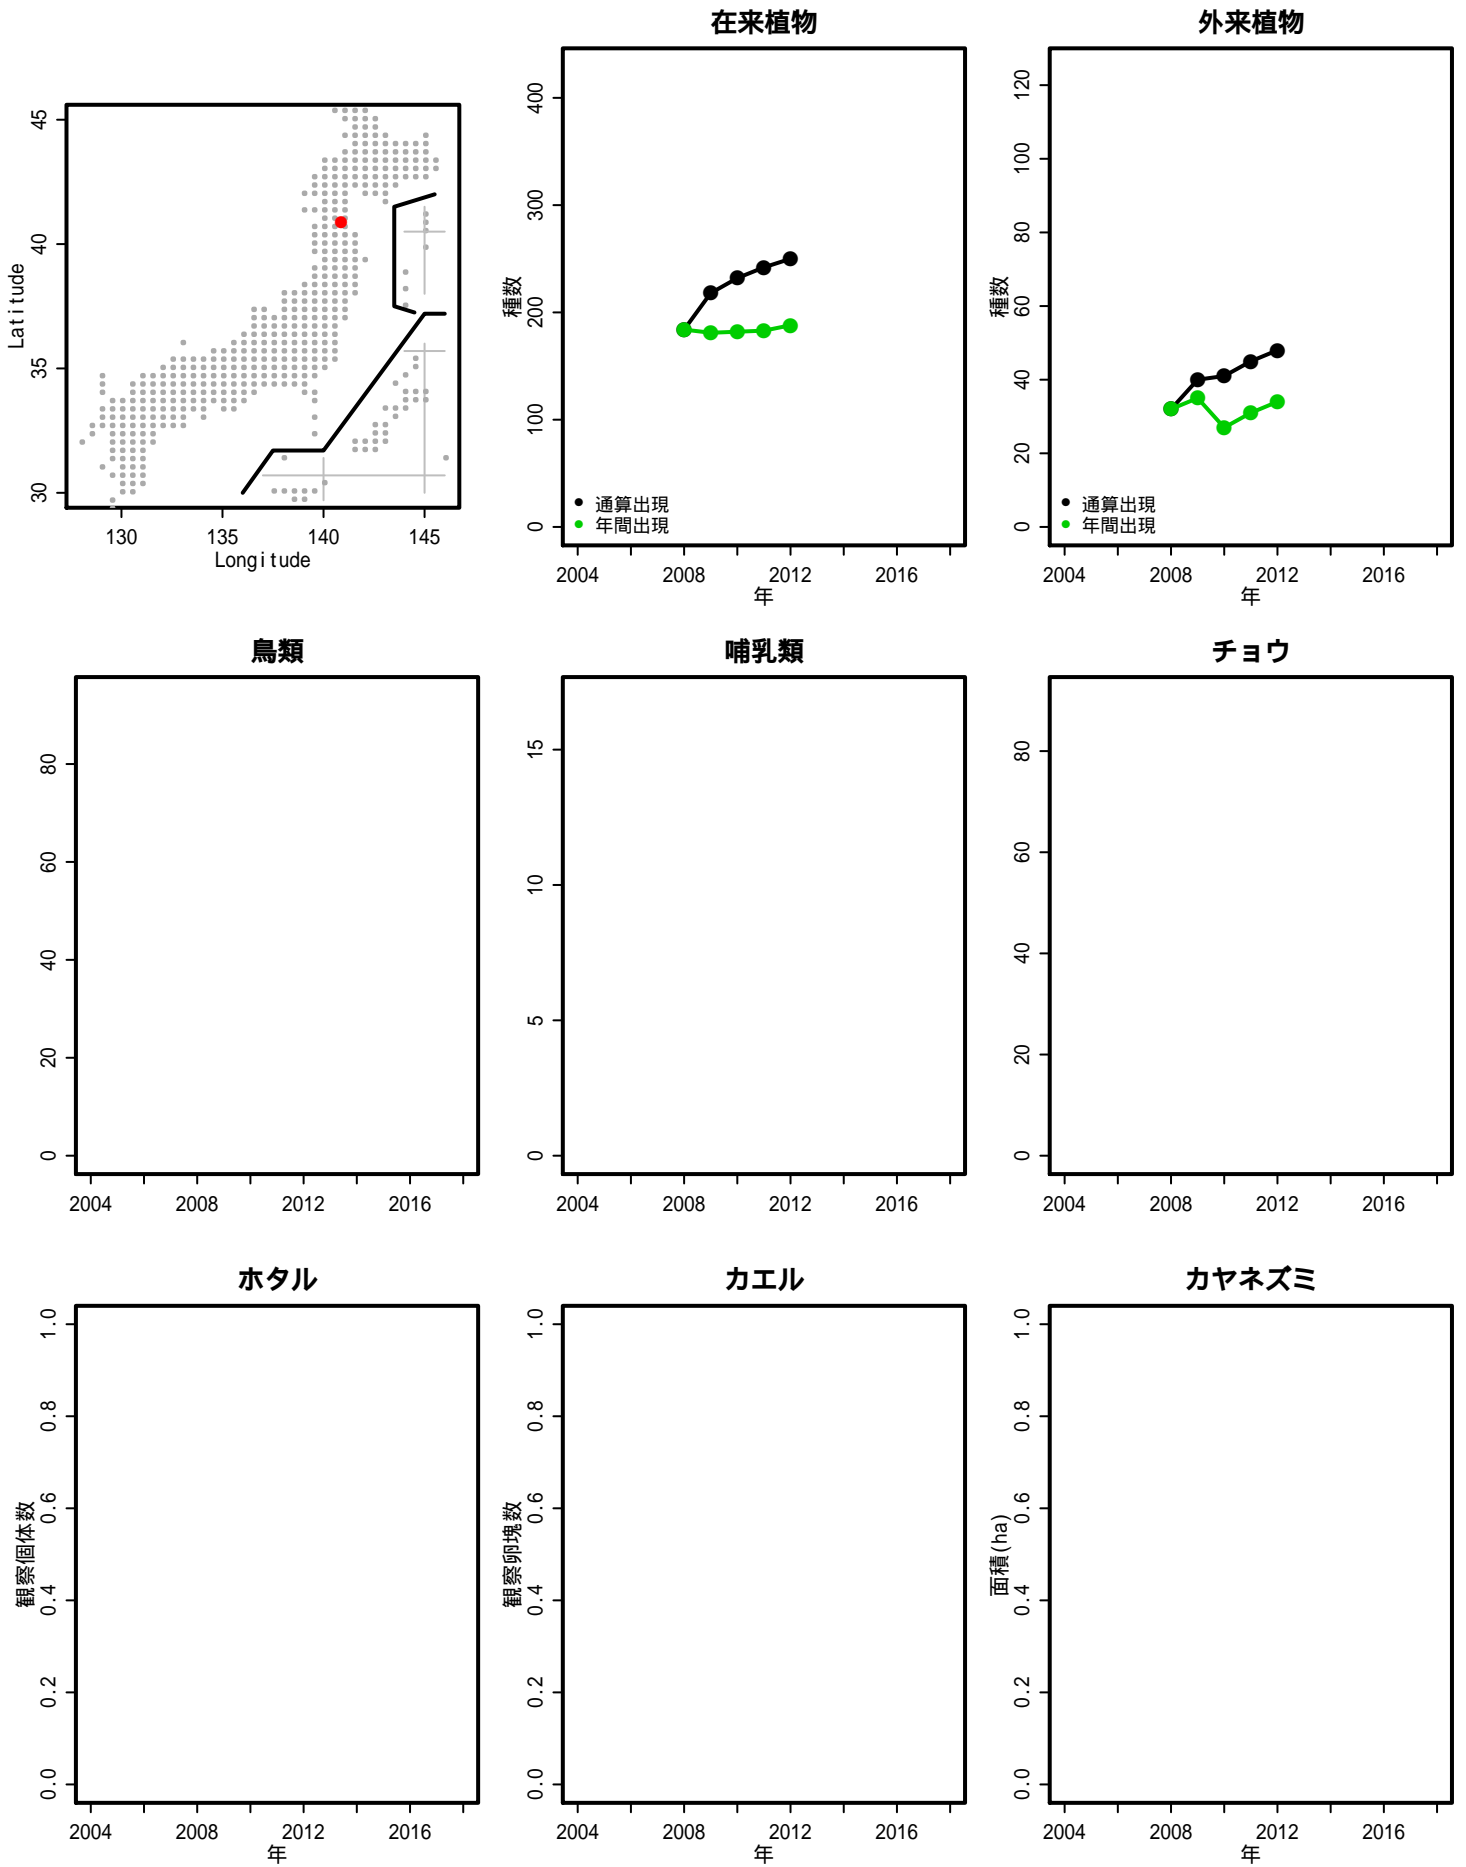 在来植物
外来植物
Latitude
45
40
35
30
130 135 140 145
Longitude
種数
400
300
200
100
0
通算出現
年間出現
2004 2008 2012 2016
年
種数
120
100
80
60
40
20
0
通算出現
年間出現
2004 2008 2012 2016
年
鳥類
哺乳類
チョウ
80
60
40
20
0
2004 2008 2012 2016
15
10
5
0
2004 2008 2012 2016
80
60
40
20
0
2004 2008 2012 2016
ホタル
カエル
カヤネズミ
観察個体数
1.0
0.8
0.6
0.4
0.2
0.0
2004 2008 2012 2016
年
観察卵塊数
1.0
0.8
0.6
0.4
0.2
0.0
2004 2008 2012 2016
年
面積(ha)
1.0
0.8
0.6
0.4
0.2
0.0
2004 2008 2012 2016
年